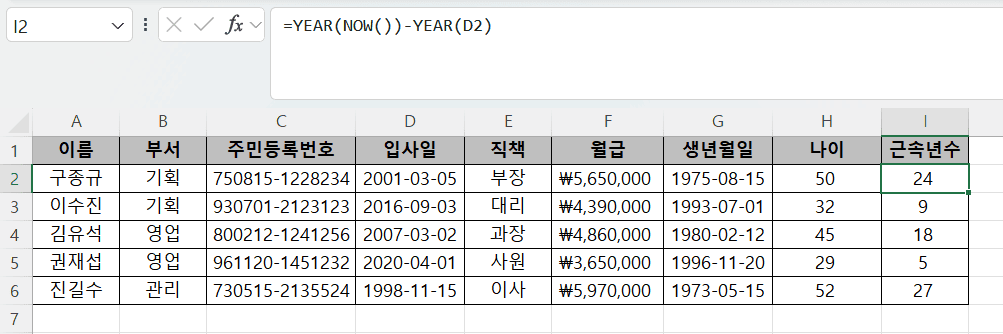 I2 fx =YEAR(NOW())-YEAR(D2)
A B C D E F G H I
1 이름 부서 주민등록번호 입사일 직책 월급 생년월일 나이 근속년수
2 구종규 기획 750815-1228234 2001-03-05 부장 ₩5,650,000 1975-08-15 50 24
3 이수진 기획 930701-2123123 2016-09-03 대리 ₩4,390,000 1993-07-01 32 9
4 김유석 영업 800212-1241256 2007-03-02 과장 ₩4,860,000 1980-02-12 45 18
5 권재섭 영업 961120-1451232 2020-04-01 사원 ₩3,650,000 1996-11-20 29 5
6 진길수 관리 730515-2135524 1998-11-15 이사 ₩5,970,000 1973-05-15 52 27
7